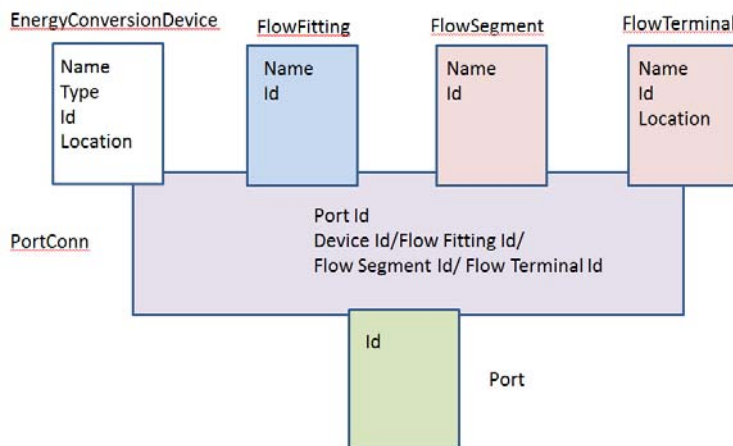 EnergyConversionDevice
FlowFitting
FlowSegment
FlowTerminal
Name
Type
Id
Location
Name
Id
Name
Id
Name
Id
Location
PortConn
Port Id
Device Id/Flow Fitting Id/
Flow Segment Id/ Flow Terminal Id
Id
Port